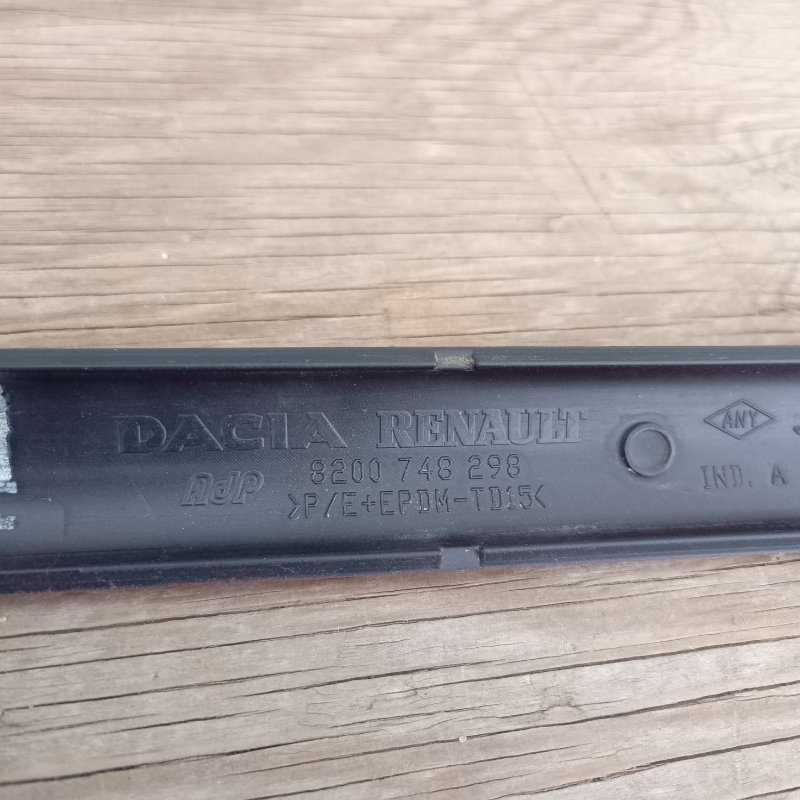 DACIA RENAULT
AdP 8200 748 298
>P/E+EPDM-TD15<
ANY
IND. A